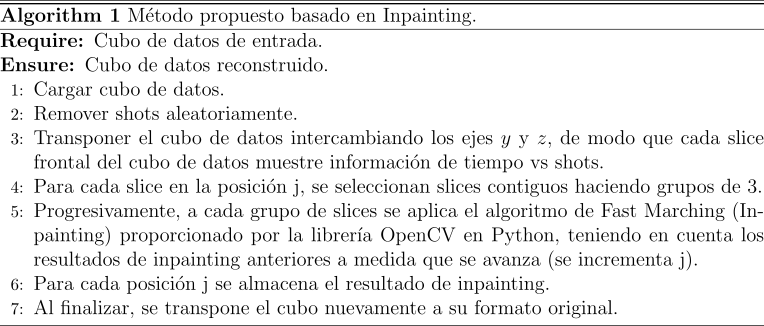 Algorithm 1 Método propuesto basado en Inpainting.
Require: Cubo de datos de entrada.
Ensure: Cubo de datos reconstruido.
1: Cargar cubo de datos.
2: Remover shots aleatoriamente.
3: Transponer el cubo de datos intercambiando los ejes y y z, de modo que cada slice
frontal del cubo de datos muestre información de tiempo vs shots.
4: Para cada slice en la posición j, se seleccionan slices contiguos haciendo grupos de 3.
5: Progresivamente, a cada grupo de slices se aplica el algoritmo de Fast Marching (In-
painting) proporcionado por la librería OpenCV en Python, teniendo en cuenta los
resultados de inpainting anteriores a medida que se avanza (se incrementa j).
6: Para cada posición j se almacena el resultado de inpainting.
7: Al finalizar, se transpone el cubo nuevamente a su formato original.